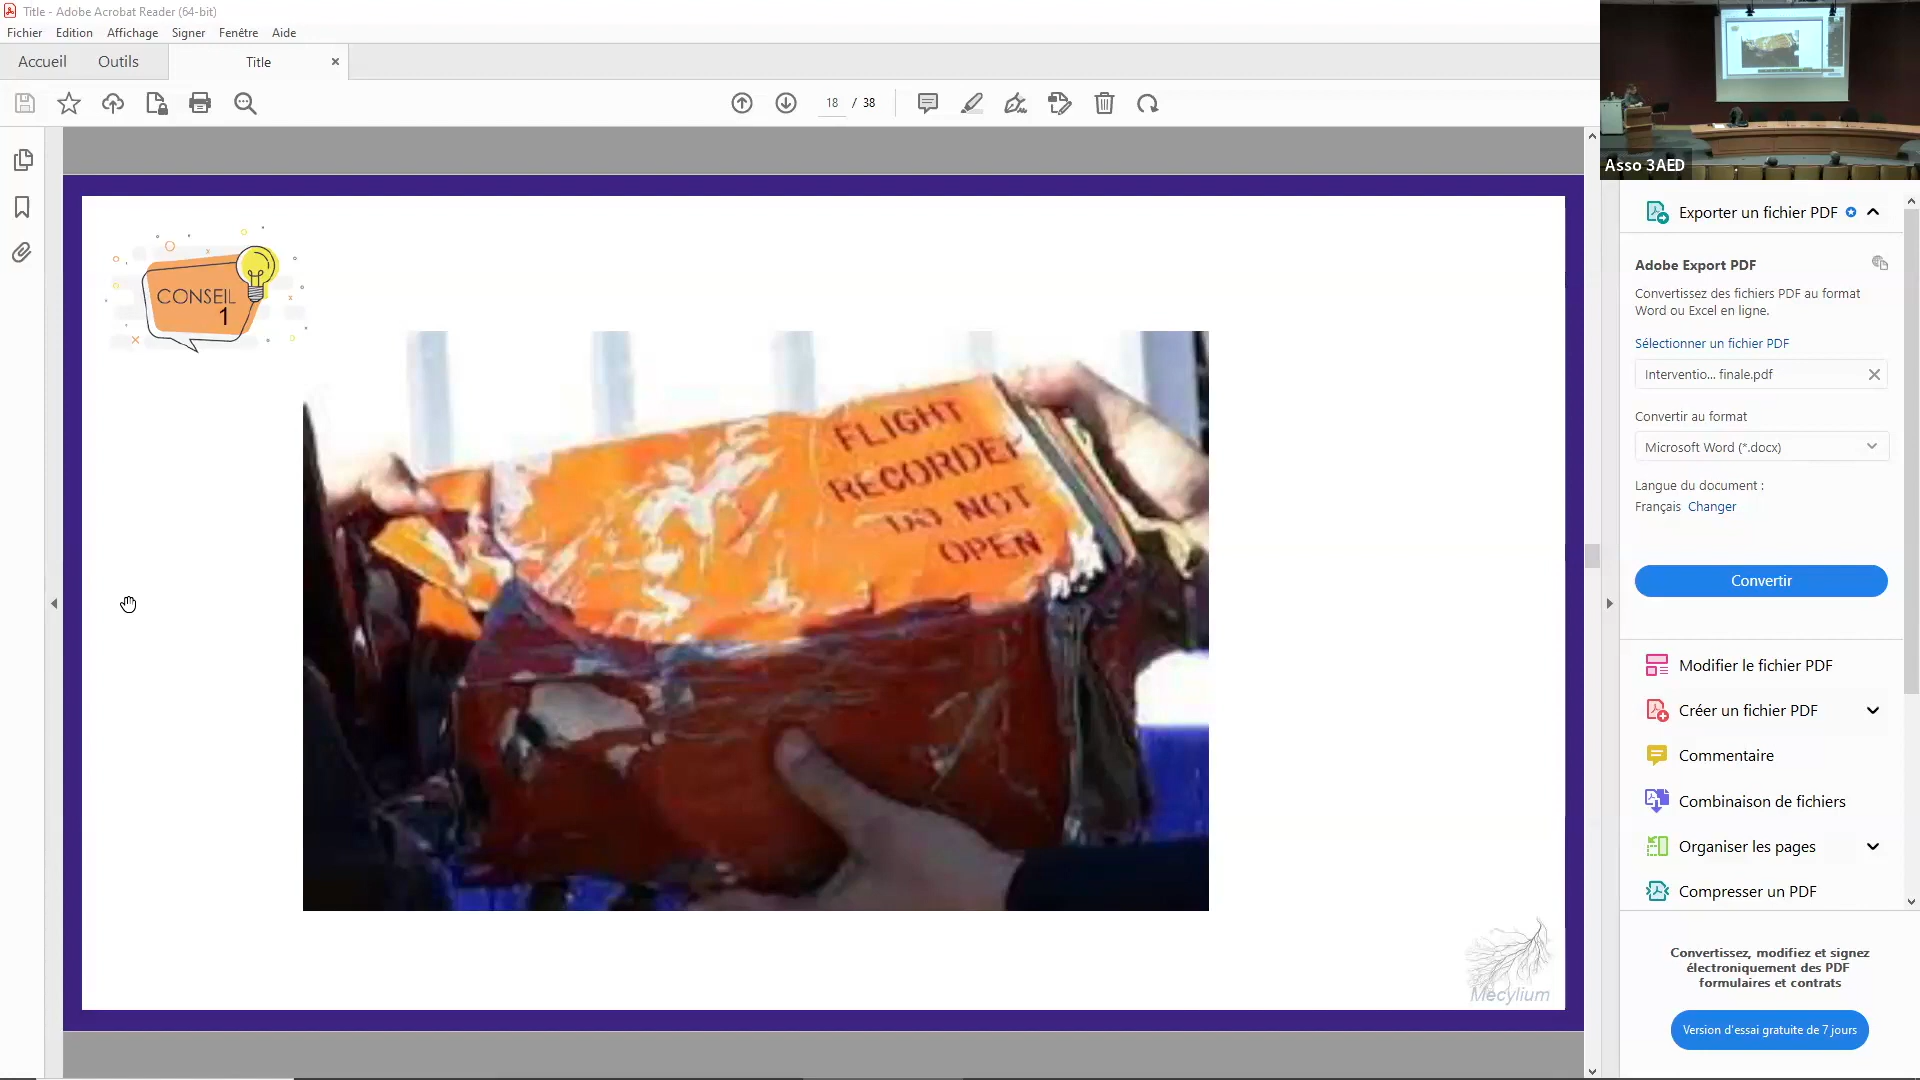 Title - Adobe Acrobat Reader (64-bit)
Fichier Edition Affichage Signer Fenêtre Aide
Accueil Outils Title
18 / 38
Asso 3AED
CONSEIL
1
FLIGHT
RECORDER
DO NOT
OPEN
Mecylium
Exporter un fichier PDF
Adobe Export PDF
Convertissez des fichiers PDF au format
Word ou Excel en ligne.
Sélectionner un fichier PDF
Interventio... finale.pdf
Convertir au format
Microsoft Word (*.docx)
Langue du document :
Français Changer
Convertir
Modifier le fichier PDF
Créer un fichier PDF
Commentaire
Combinaison de fichiers
Organiser les pages
Compresser un PDF
Convertissez, modifiez et signez
électroniquement des PDF
formulaires et contrats
Version d'essai gratuite de 7 jours